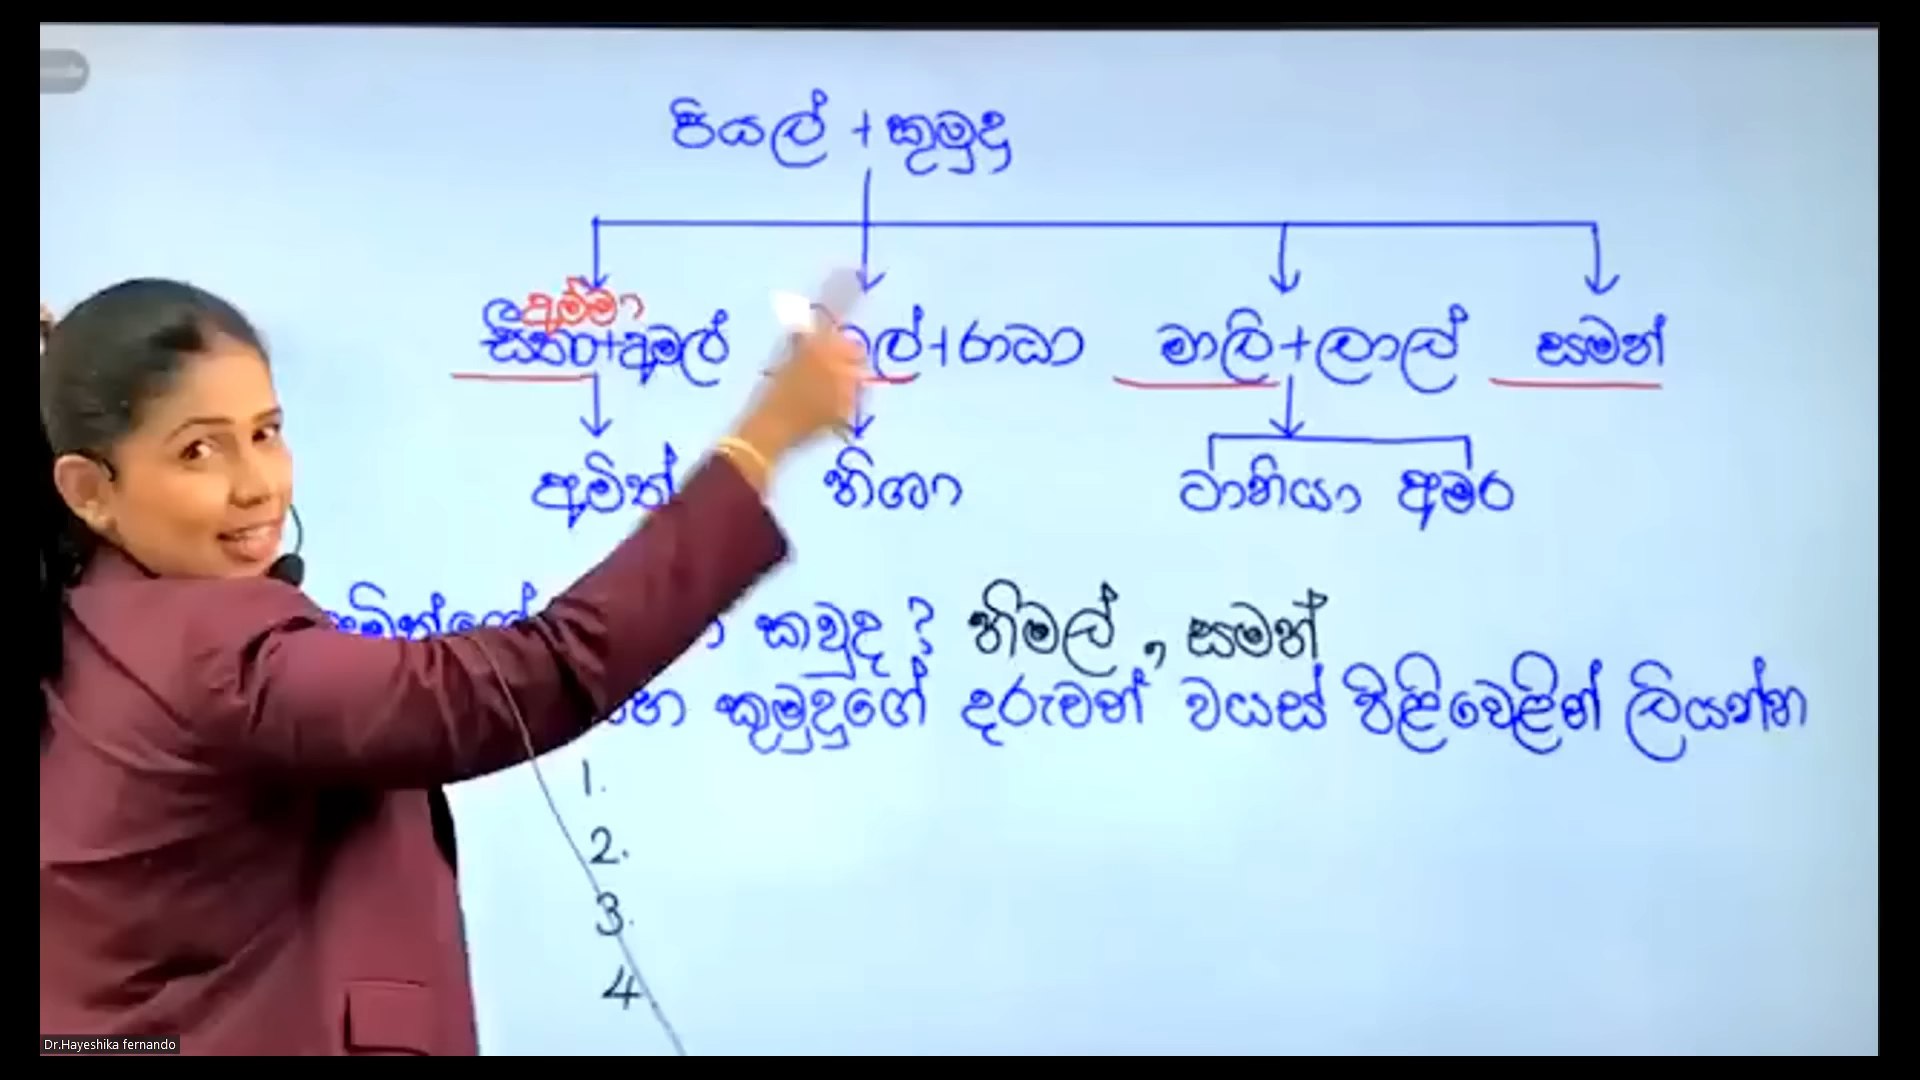 පියල් + කුමුදු
අම්මා
සීතා+අමල් +රාධා මාලි+ලාල් සමන්
අමිත් නිශා ටානියා අමර
කවුද? නිමල් , සමන්
කුමුදුගේ දරුවන් වයස් පිළිවෙළින් ලියන්න
1.
2.
3.
4
Dr.Hayeshika fernando